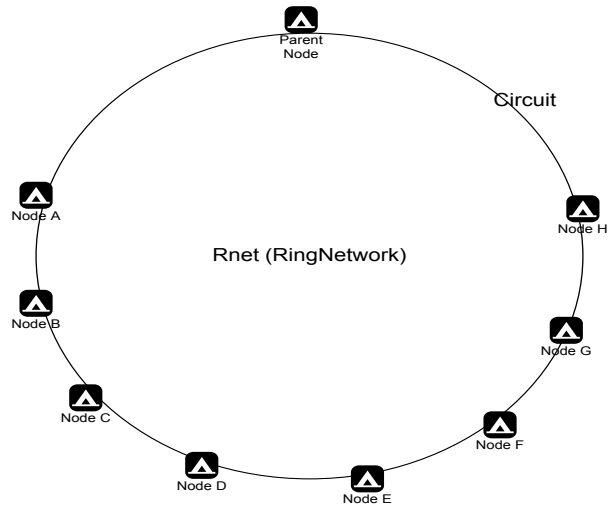 Parent
Node
Circuit
Node A
Node H
Rnet (RingNetwork)
Node B
Node G
Node C
Node F
Node D
Node E